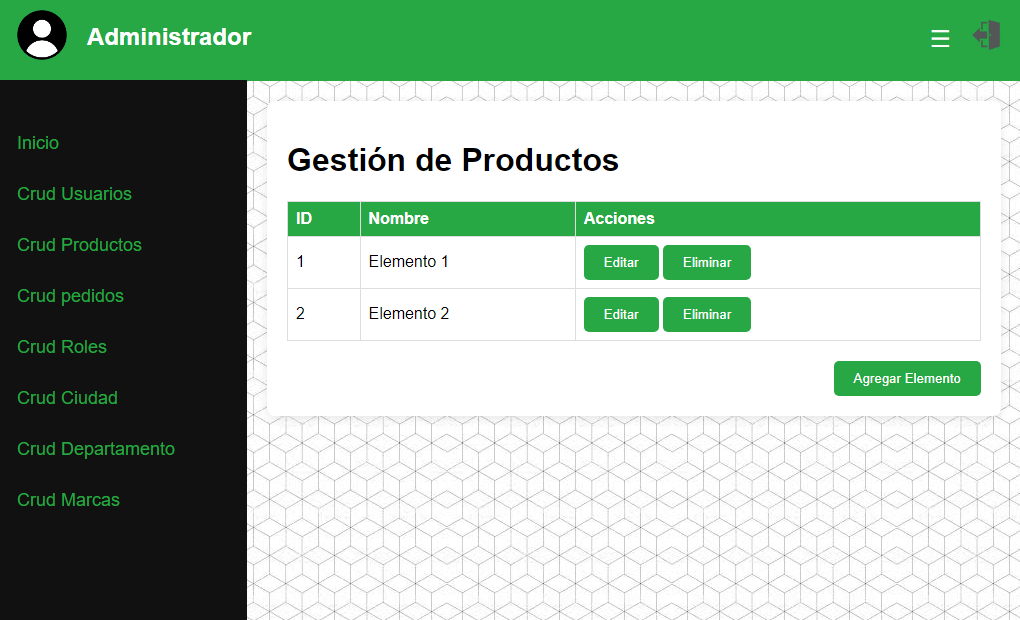 Administrador
☰
Inicio
Crud Usuarios
Crud Productos
Crud pedidos
Crud Roles
Crud Ciudad
Crud Departamento
Crud Marcas
Gestión de Productos
ID Nombre Acciones
1 Elemento 1 Editar Eliminar
2 Elemento 2 Editar Eliminar
Agregar Elemento